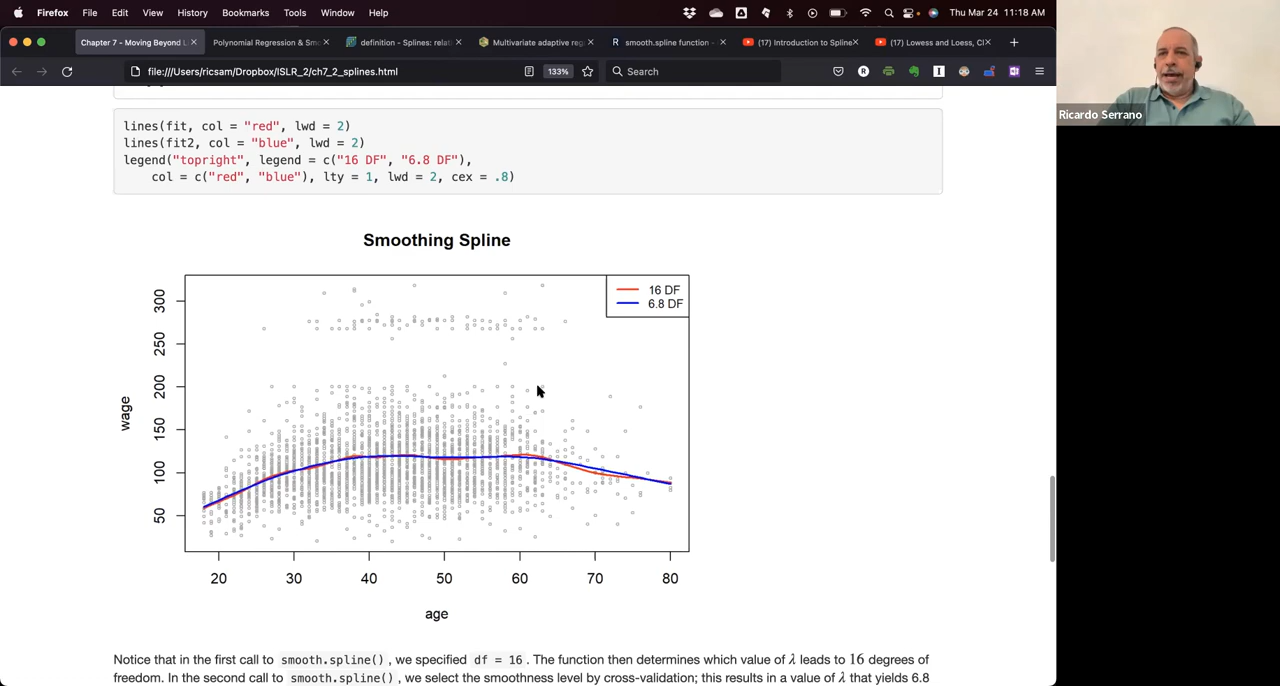 Firefox File Edit View History Bookmarks Tools Window Help Thu Mar 24 11:18 AM
Chapter 7 - Moving Beyond L Polynomial Regression & Smo definition - Splines: rela Multivariate adaptive reg smooth.spline function - (17) Introduction to Spline (17) Lowess and Loess, Cl
file:///Users/ricsam/Dropbox/ISLR_2/ch7_2_splines.html 133% Search
Ricardo Serrano
lines(fit, col = "red", lwd = 2)
lines(fit2, col = "blue", lwd = 2)
legend("topright", legend = c("16 DF", "6.8 DF"),
col = c("red", "blue"), lty = 1, lwd = 2, cex = .8)
Smoothing Spline
16 DF
6.8 DF
300
250
200
150
100
50
wage
20 30 40 50 60 70 80
age
Notice that in the first call to smooth.spline(), we specified df = 16. The function then determines which value of λ leads to 16 degrees of
freedom. In the second call to smooth.spline(), we select the smoothness level by cross-validation; this results in a value of λ that yields 6.8